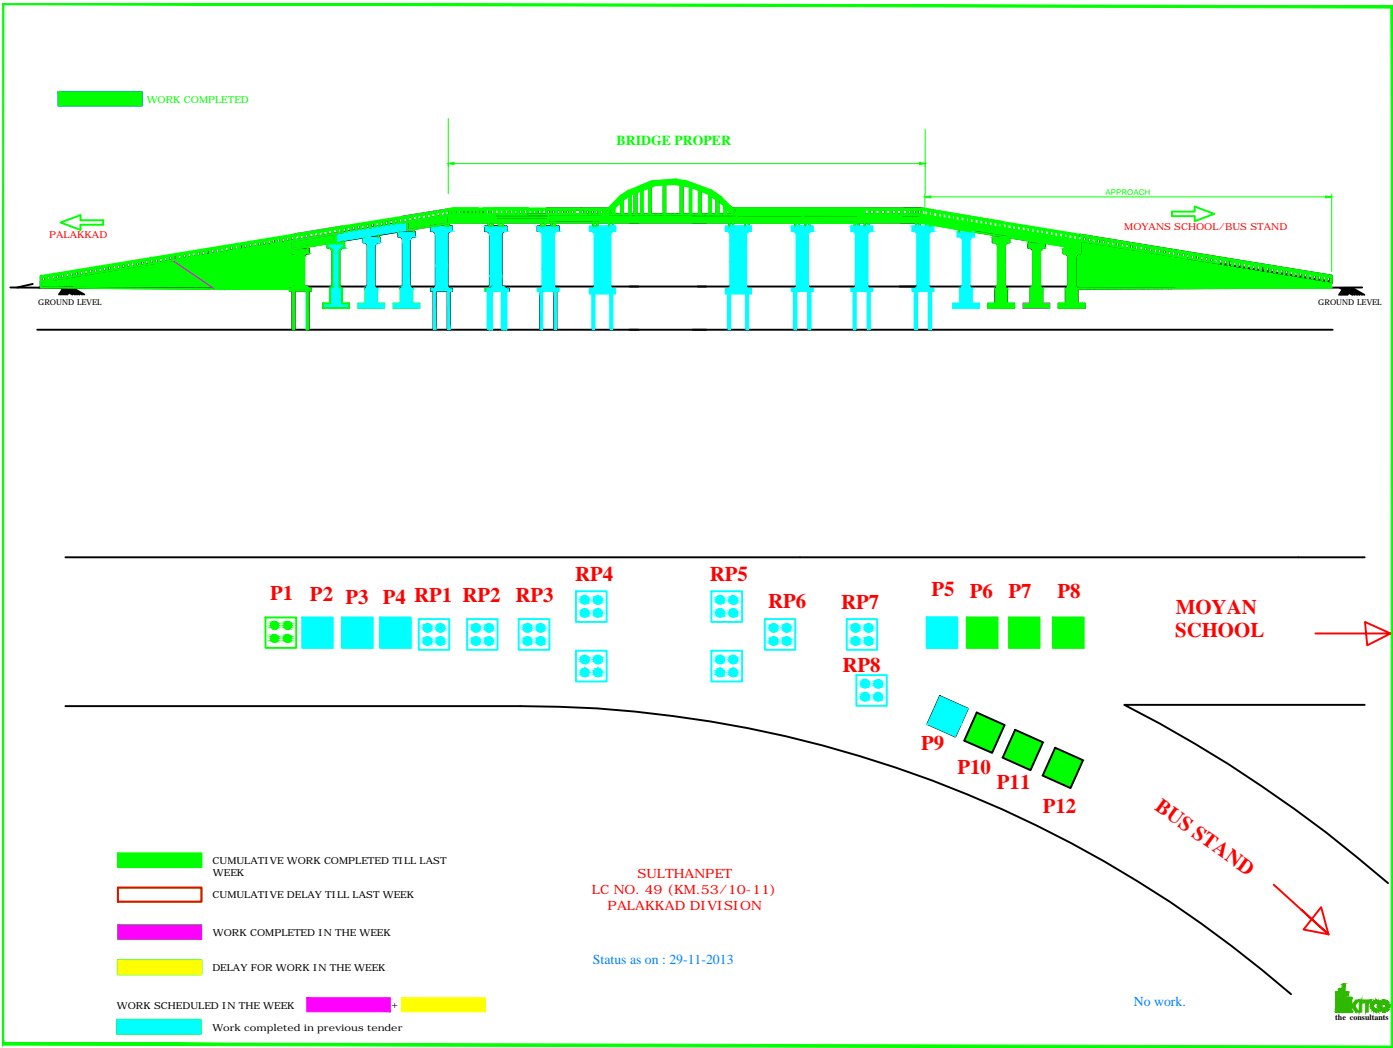 WORK COMPLETED
BRIDGE PROPER
APPROACH
PALAKKAD
MOYANS SCHOOL/BUS STAND
GROUND LEVEL
GROUND LEVEL
RP4
RP5
P1
P2
P3
P4
RP1
RP2
RP3
RP6
RP7
P5
P6
P7
P8
MOYAN
SCHOOL
RP8
P9
P10
P11
P12
BUS STAND
CUMULATIVE WORK COMPLETED TILL LAST
WEEK
CUMULATIVE DELAY TILL LAST WEEK
WORK COMPLETED IN THE WEEK
DELAY FOR WORK IN THE WEEK
WORK SCHEDULED IN THE WEEK +
Work completed in previous tender
SULTHANPET
LC NO. 49 (KM.53/10-11)
PALAKKAD DIVISION
Status as on : 29-11-2013
No work.
KITCO
the consultants